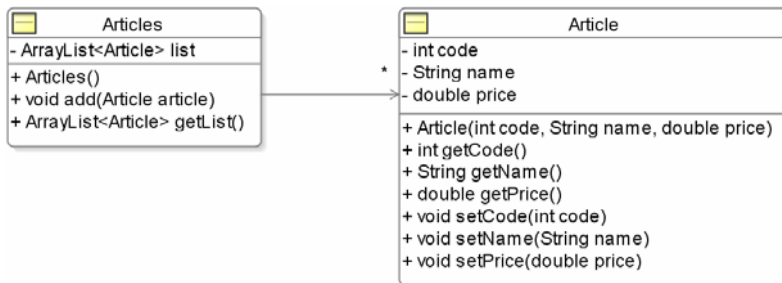 Articles
- ArrayList<Article> list
+ Articles()
+ void add(Article article)
+ ArrayList<Article> getList()
*
Article
- int code
- String name
- double price
+ Article(int code, String name, double price)
+ int getCode()
+ String getName()
+ double getPrice()
+ void setCode(int code)
+ void setName(String name)
+ void setPrice(double price)